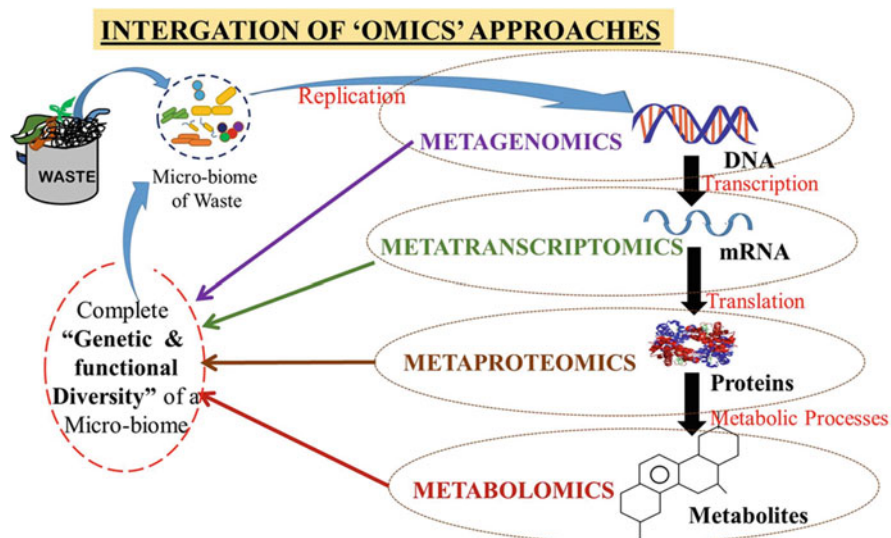 INTERGATION OF ‘OMICS’ APPROACHES
WASTE
Micro-biome
of Waste
Replication
METAGENOMICS
DNA
Transcription
METATRANSCRIPTOMICS
mRNA
Translation
Complete
“Genetic &
functional
Diversity” of a
Micro-biome
METAPROTEOMICS
Proteins
Metabolic Processes
METABOLOMICS
Metabolites